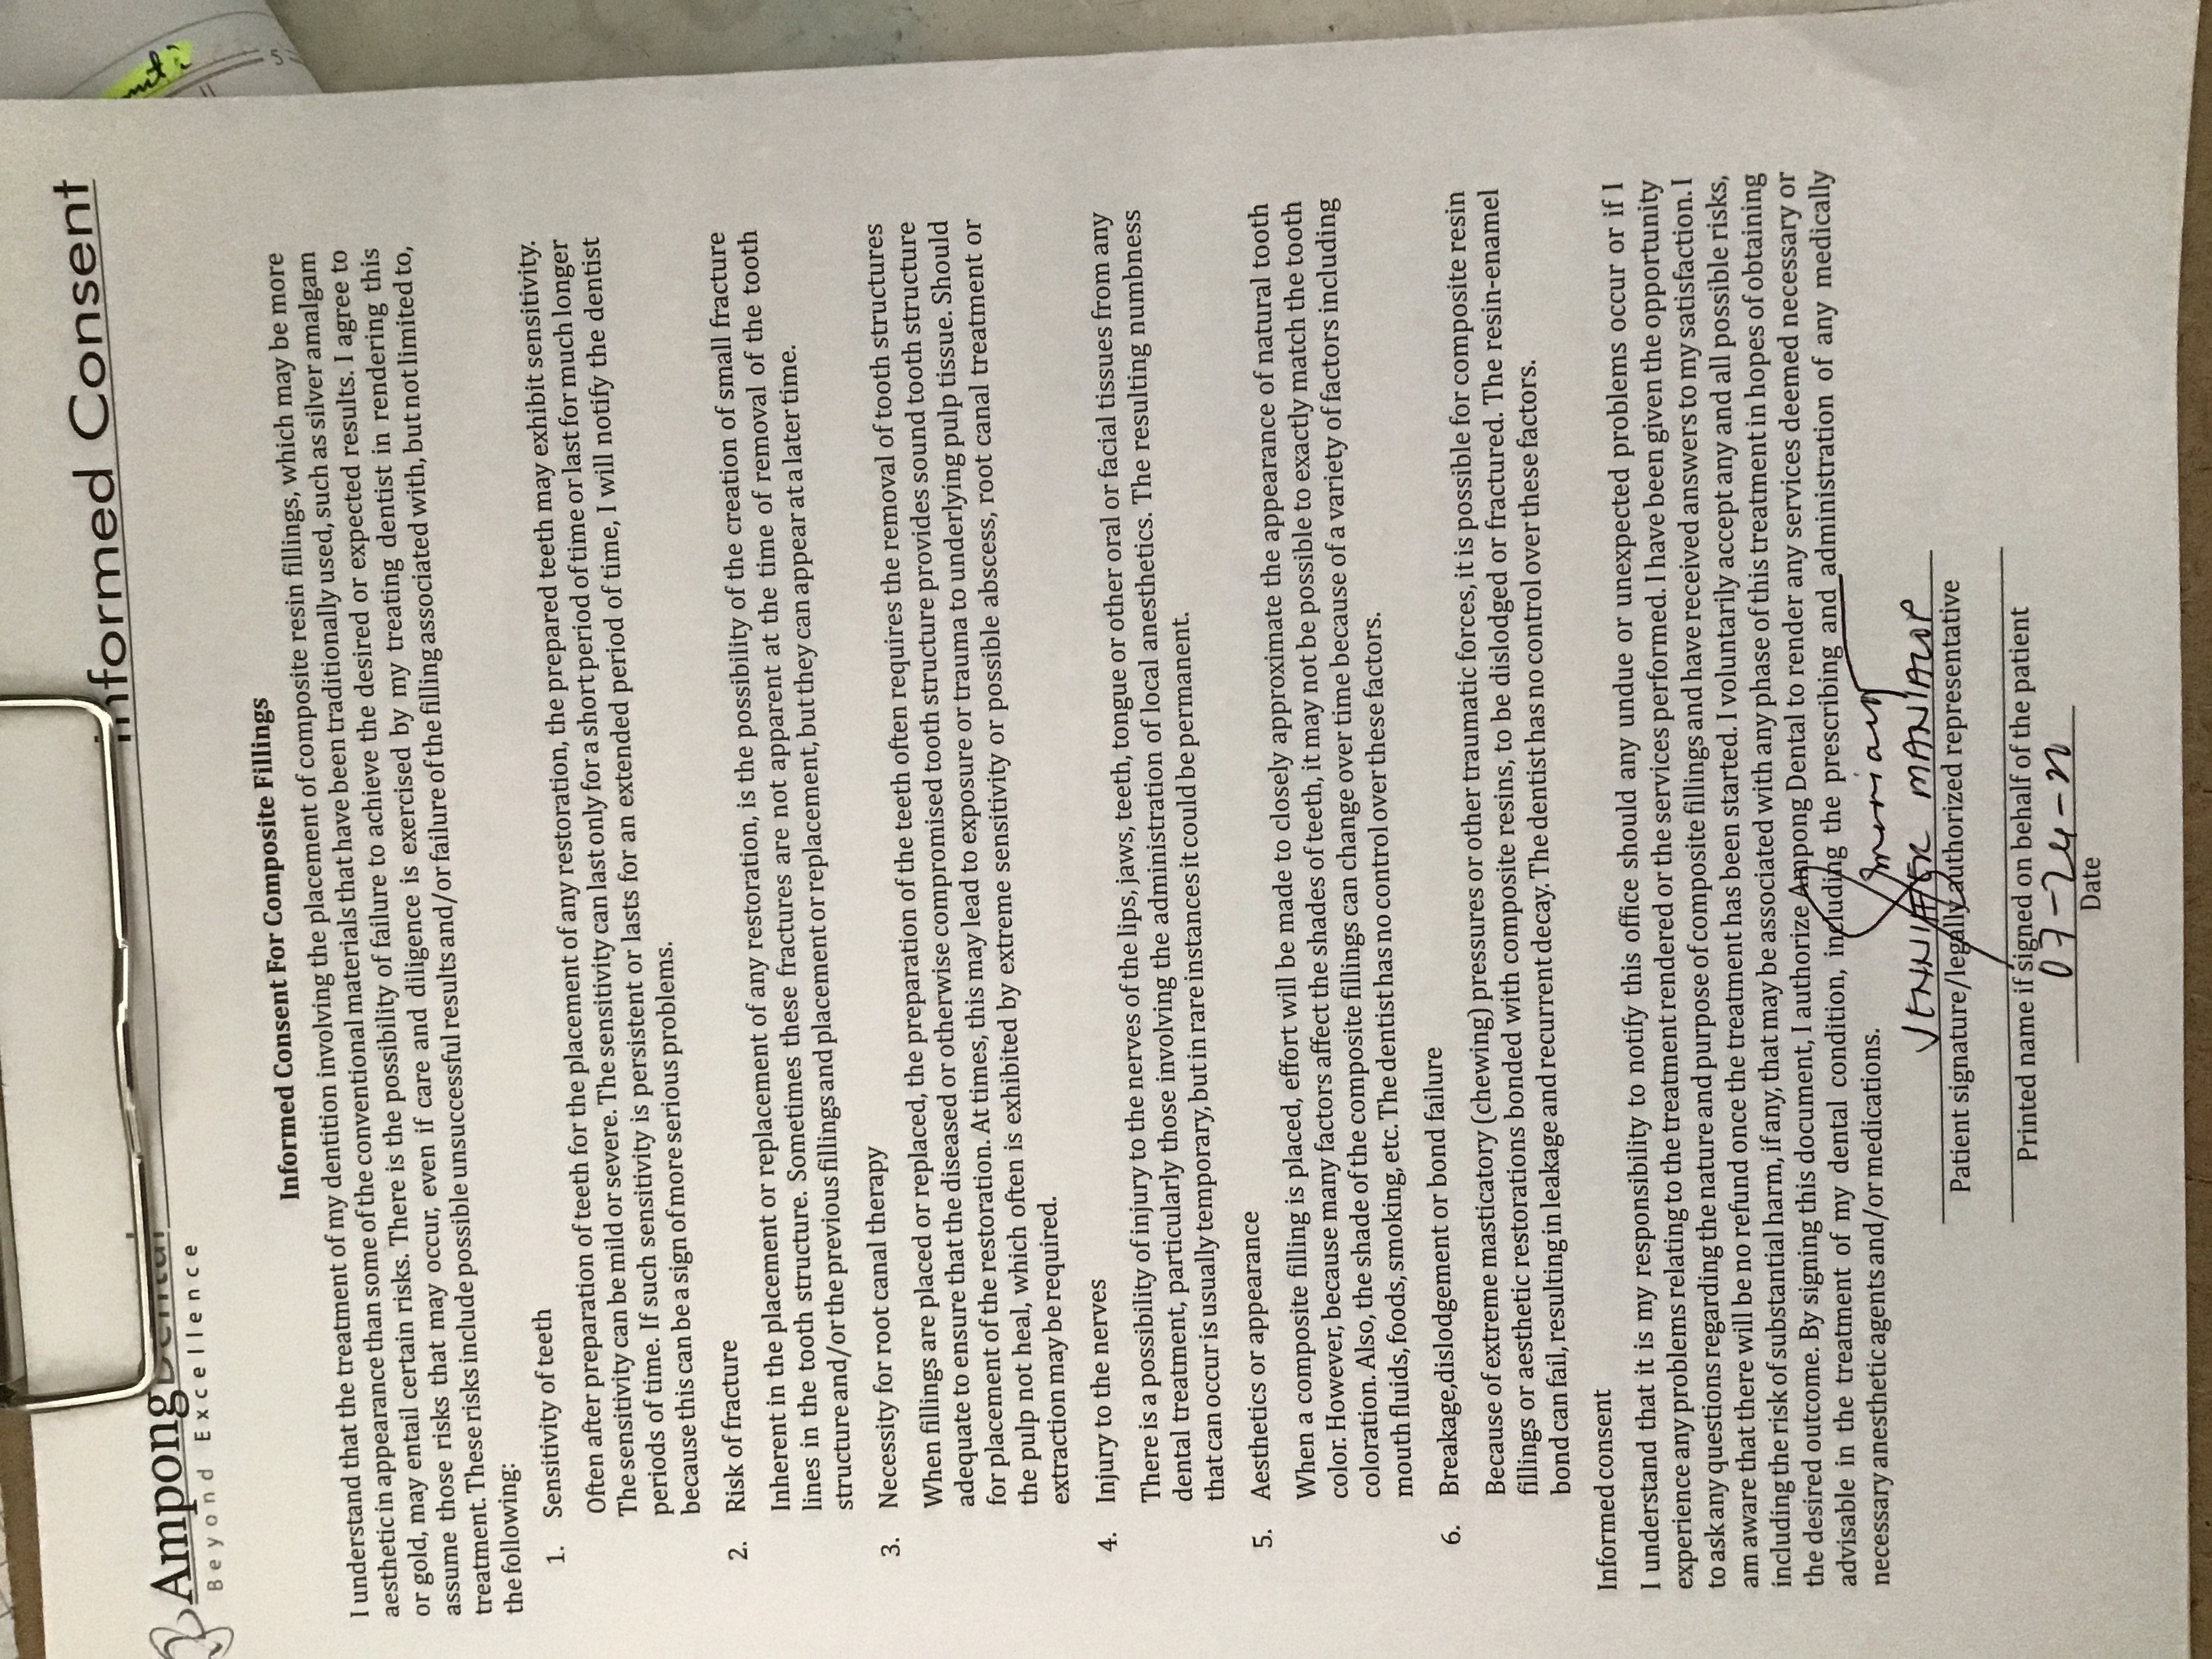 Informed Consent
AmpongDental
Beyond Excellence
Informed Consent For Composite Fillings
I understand that the treatment of my dentition involving the placement of composite resin fillings, which may be more
aesthetic in appearance than some of the conventional materials that have been traditionally used, such as silver amalgam
or gold, may entail certain risks. There is the possibility of failure to achieve the desired or expected results. I agree to
assume those risks that may occur, even if care and diligence is exercised by my treating dentist in rendering this
treatment. These risks include possible unsuccessful results and/or failure of the filling associated with, but not limited to,
the following:
1. Sensitivity of teeth
Often after preparation of teeth for the placement of any restoration, the prepared teeth may exhibit sensitivity.
The sensitivity can be mild or severe. The sensitivity can last only for a short period of time or last for much longer
periods of time. If such sensitivity is persistent or lasts for an extended period of time, I will notify the dentist
because this can be a sign of more serious problems.
2. Risk of fracture
Inherent in the placement or replacement of any restoration, is the possibility of the creation of small fracture
lines in the tooth structure. Sometimes these fractures are not apparent at the time of removal of the tooth
structure and/or the previous fillings and placement or replacement, but they can appear at a later time.
3. Necessity for root canal therapy
When fillings are placed or replaced, the preparation of the teeth often requires the removal of tooth structures
adequate to ensure that the diseased or otherwise compromised tooth structure provides sound tooth structure
for placement of the restoration. At times, this may lead to exposure or trauma to underlying pulp tissue. Should
the pulp not heal, which often is exhibited by extreme sensitivity or possible abscess, root canal treatment or
extraction may be required.
4. Injury to the nerves
There is a possibility of injury to the nerves of the lips, jaws, teeth, tongue or other oral or facial tissues from any
dental treatment, particularly those involving the administration of local anesthetics. The resulting numbness
that can occur is usually temporary, but in rare instances it could be permanent.
5. Aesthetics or appearance
When a composite filling is placed, effort will be made to closely approximate the appearance of natural tooth
color. However, because many factors affect the shades of teeth, it may not be possible to exactly match the tooth
coloration. Also, the shade of the composite fillings can change over time because of a variety of factors including
mouth fluids, foods, smoking, etc. The dentist has no control over these factors.
6. Breakage,dislodgement or bond failure
Because of extreme masticatory (chewing) pressures or other traumatic forces, it is possible for composite resin
fillings or aesthetic restorations bonded with composite resins, to be dislodged or fractured. The resin-enamel
bond can fail, resulting in leakage and recurrent decay. The dentist has no control over these factors.
Informed consent
I understand that it is my responsibility to notify this office should any undue or unexpected problems occur or if I
experience any problems relating to the treatment rendered or the services performed. I have been given the opportunity
to ask any questions regarding the nature and purpose of composite fillings and have received answers to my satisfaction. I
am aware that there will be no refund once the treatment has been started. I voluntarily accept any and all possible risks,
including the risk of substantial harm, if any, that may be associated with any phase of this treatment in hopes of obtaining
the desired outcome. By signing this document, I authorize Ampong Dental to render any services deemed necessary or
advisable in the treatment of my dental condition, including the prescribing and administration of any medically
necessary anesthetic agents and/or medications.
JENNIFFER
Patient signature/legally authorized representative
Printed name if signed on behalf of the patient
07-24-20
Date